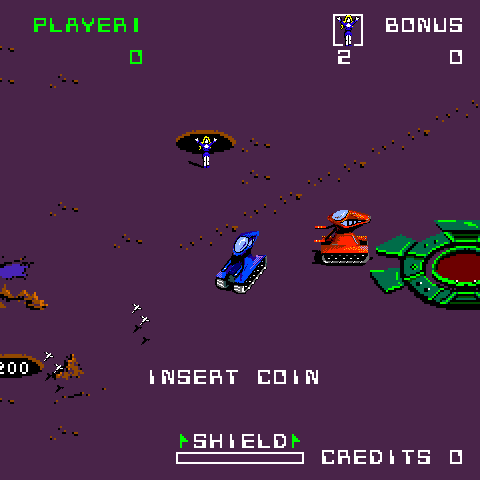 PLAYER1
0
BONUS
2
0
200
INSERT COIN
SHIELD
CREDITS 0